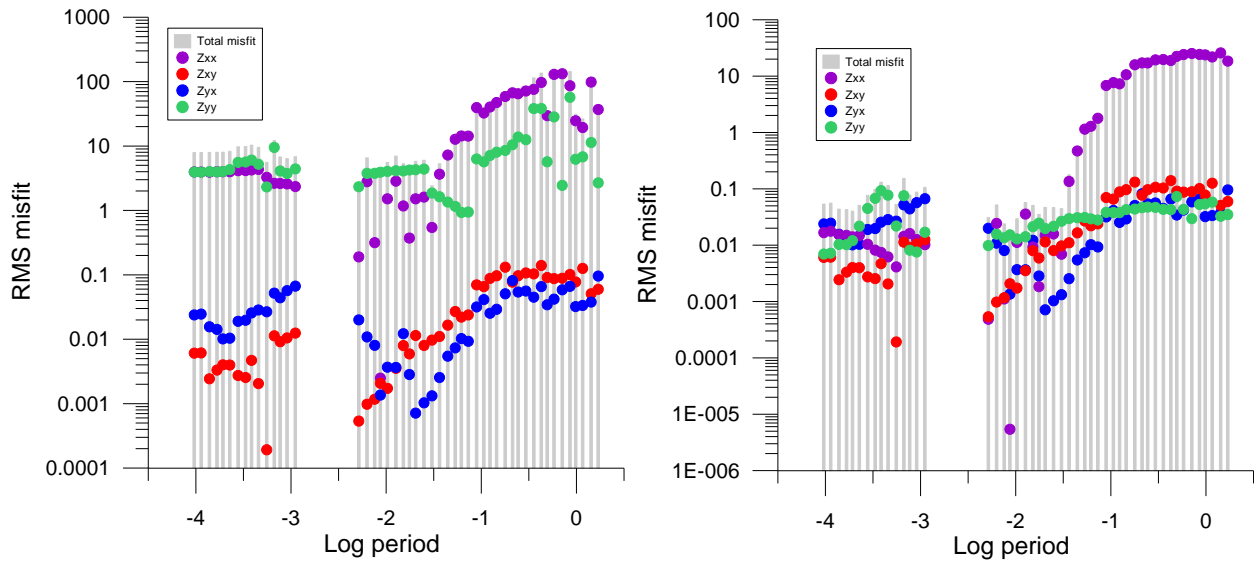 1000
100
10
1
0.1
0.01
0.001
0.0001
RMS misfit
Total misfit
Zxx
Zxy
Zyx
Zyy
-4
-3
-2
-1
0
Log period
100
10
1
0.1
0.01
0.001
0.0001
1E-005
1E-006
RMS misfit
Total misfit
Zxx
Zxy
Zyx
Zyy
-4
-3
-2
-1
0
Log period